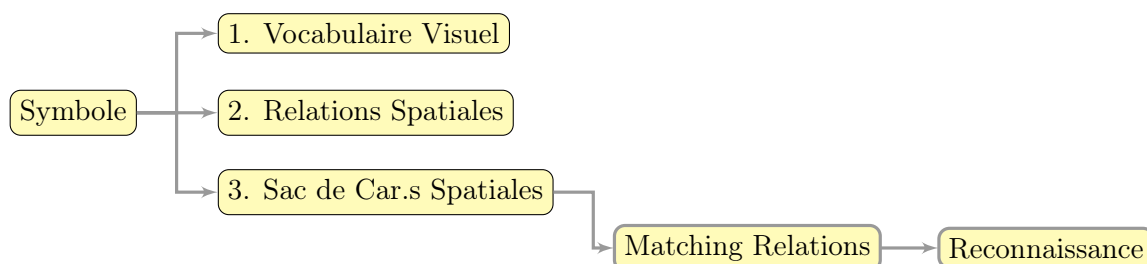 1. Vocabulaire Visuel
Symbole
2. Relations Spatiales
3. Sac de Car.s Spatiales
Matching Relations
Reconnaissance